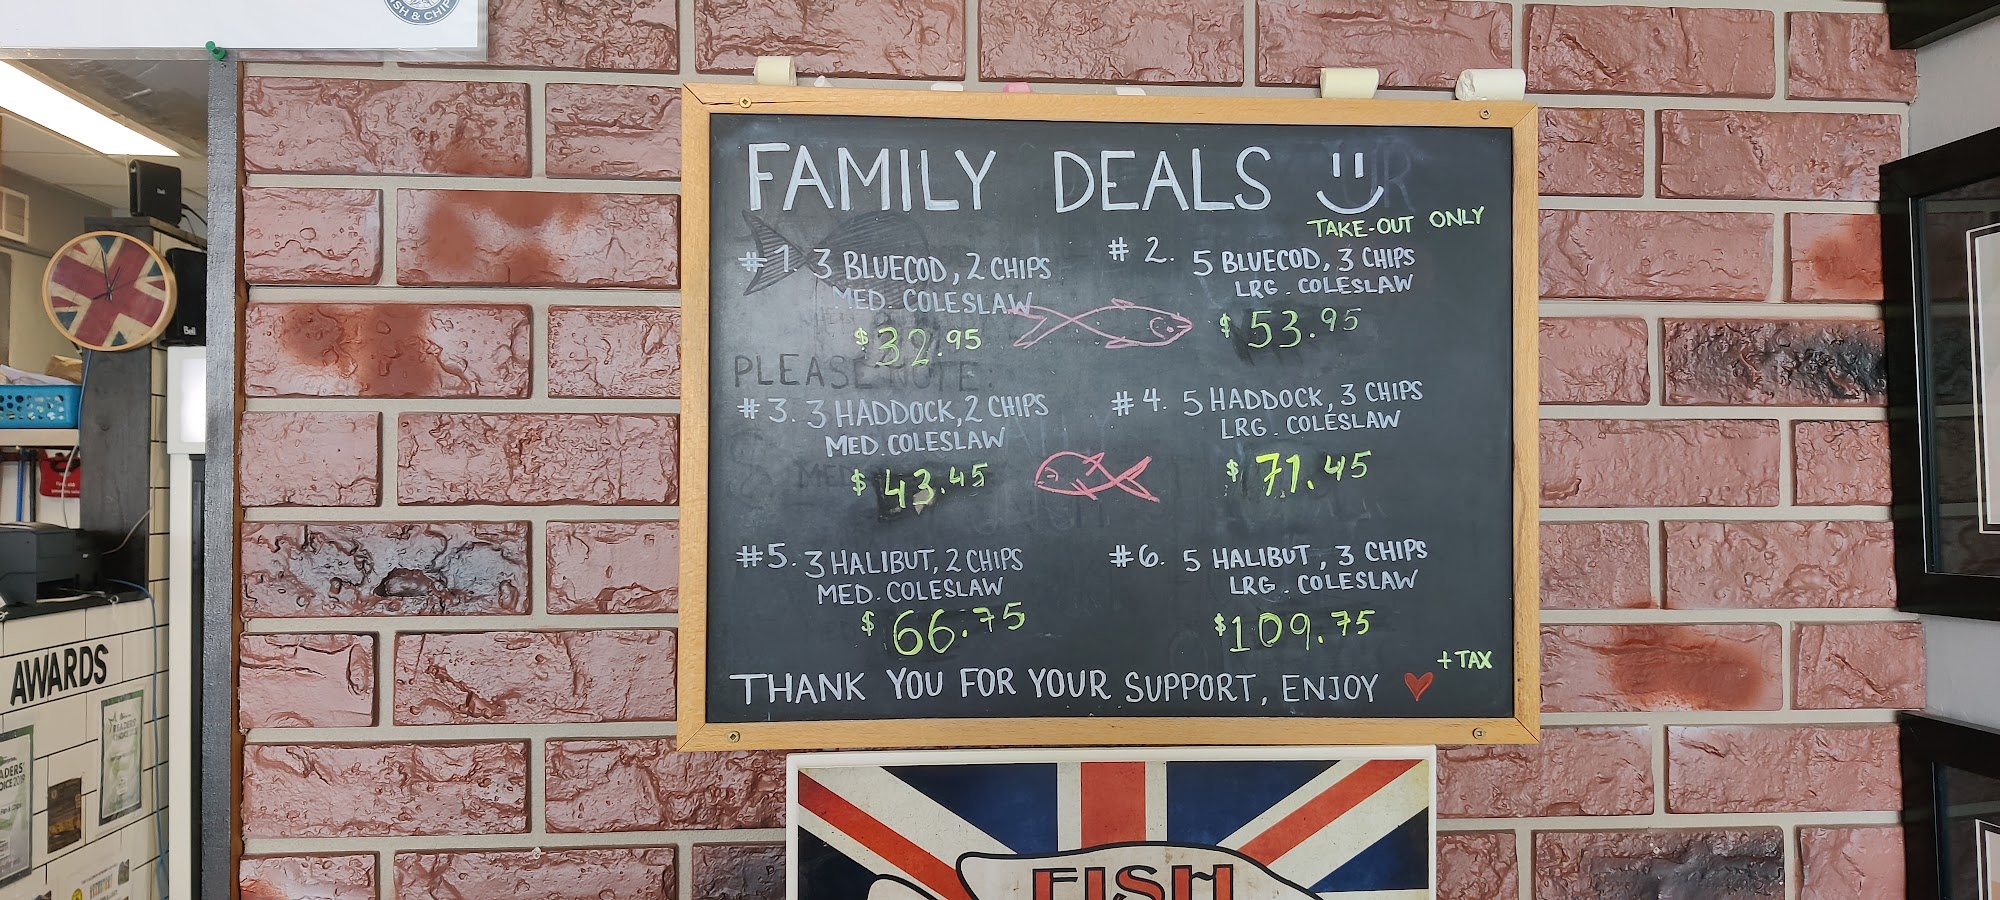 ISH & CHIP
FAMILY DEALS
TAKE-OUT ONLY
# 1. 3 BLUECOD, 2 CHIPS
MED. COLESLAW
$32.95
# 2. 5 BLUECOD, 3 CHIPS
LRG. COLESLAW
$53.95
PLEASE NOTE:
# 3. 3 HADDOCK, 2 CHIPS
MED. COLESLAW
$43.45
# 4. 5 HADDOCK, 3 CHIPS
LRG. COLESLAW
$71.45
#5. 3 HALIBUT, 2 CHIPS
MED. COLESLAW
$66.75
#6. 5 HALIBUT, 3 CHIPS
LRG. COLESLAW
$109.75
+ TAX
THANK YOU FOR YOUR SUPPORT, ENJOY
AWARDS
Bell
FISH